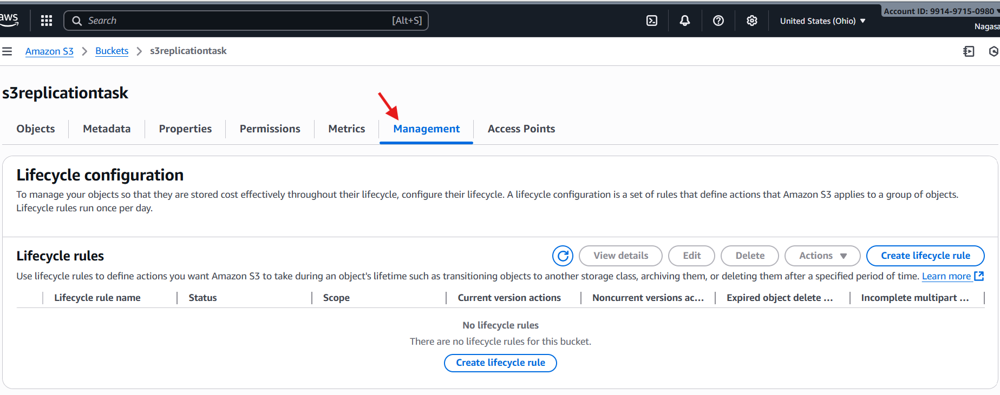 aws
Search [Alt+S]
United States (Ohio)
Account ID: 9914-9715-0980
Amazon S3 > Buckets > s3replicationtask
s3replicationtask
Objects Metadata Properties Permissions Metrics Management Access Points
Lifecycle configuration
To manage your objects so that they are stored cost effectively throughout their lifecycle, configure their lifecycle. A lifecycle configuration is a set of rules that define actions that Amazon S3 applies to a group of objects.
Lifecycle rules run once per day.
Lifecycle rules
View details Edit Delete Actions Create lifecycle rule
Use lifecycle rules to define actions you want Amazon S3 to take during an object's lifetime such as transitioning objects to another storage class, archiving them, or deleting them after a specified period of time. Learn more
Lifecycle rule name Status Scope Current version actions Noncurrent versions ac... Expired object delete ... Incomplete multipart ...
No lifecycle rules
There are no lifecycle rules for this bucket.
Create lifecycle rule